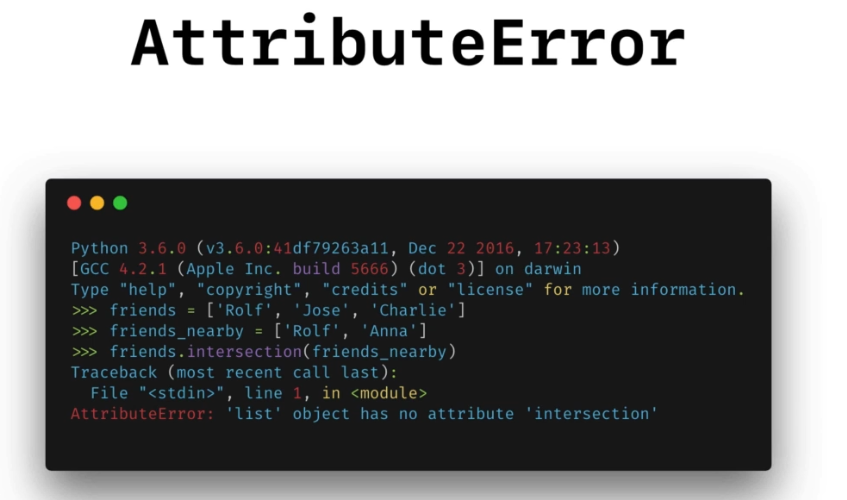 AttributeError
Python 3.6.0 (v3.6.0:41df79263a11, Dec 22 2016, 17:23:13)
[GCC 4.2.1 (Apple Inc. build 5666) (dot 3)] on darwin
Type "help", "copyright", "credits" or "license" for more information.
>>> friends = ['Rolf', 'Jose', 'Charlie']
>>> friends_nearby = ['Rolf', 'Anna']
>>> friends.intersection(friends_nearby)
Traceback (most recent call last):
  File "<stdin>", line 1, in <module>
AttributeError: 'list' object has no attribute 'intersection'